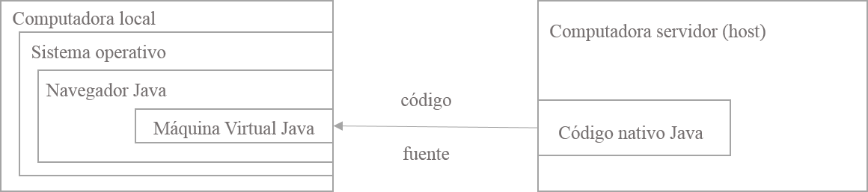 Computadora local
Sistema operativo
Navegador Java
Máquina Virtual Java
código
fuente
Computadora servidor (host)
Código nativo Java